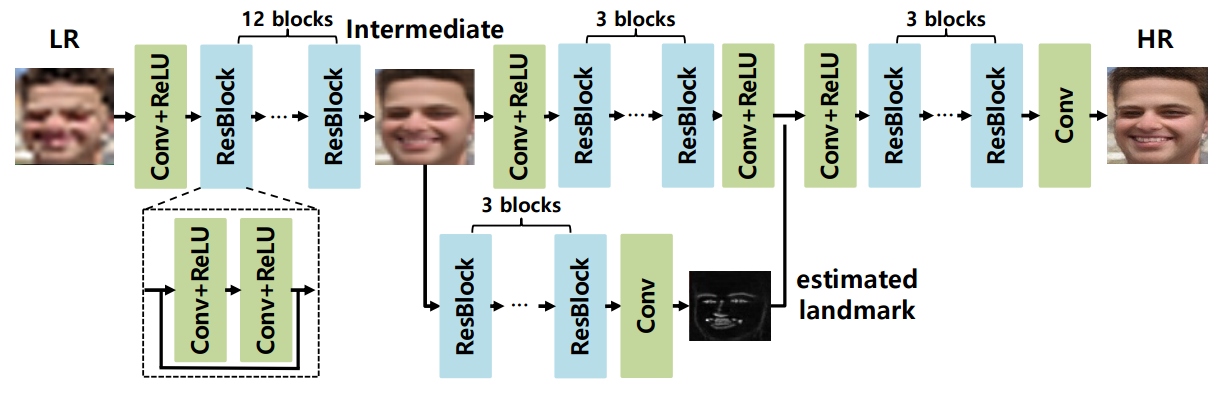 LR
12 blocks
Intermediate
3 blocks
3 blocks
HR
Conv+ReLU
ResBlock
...
ResBlock
Conv+ReLU
ResBlock
...
ResBlock
Conv+ReLU
Conv+ReLU
ResBlock
...
ResBlock
Conv
3 blocks
Conv+ReLU
Conv+ReLU
ResBlock
...
ResBlock
Conv
estimated
landmark